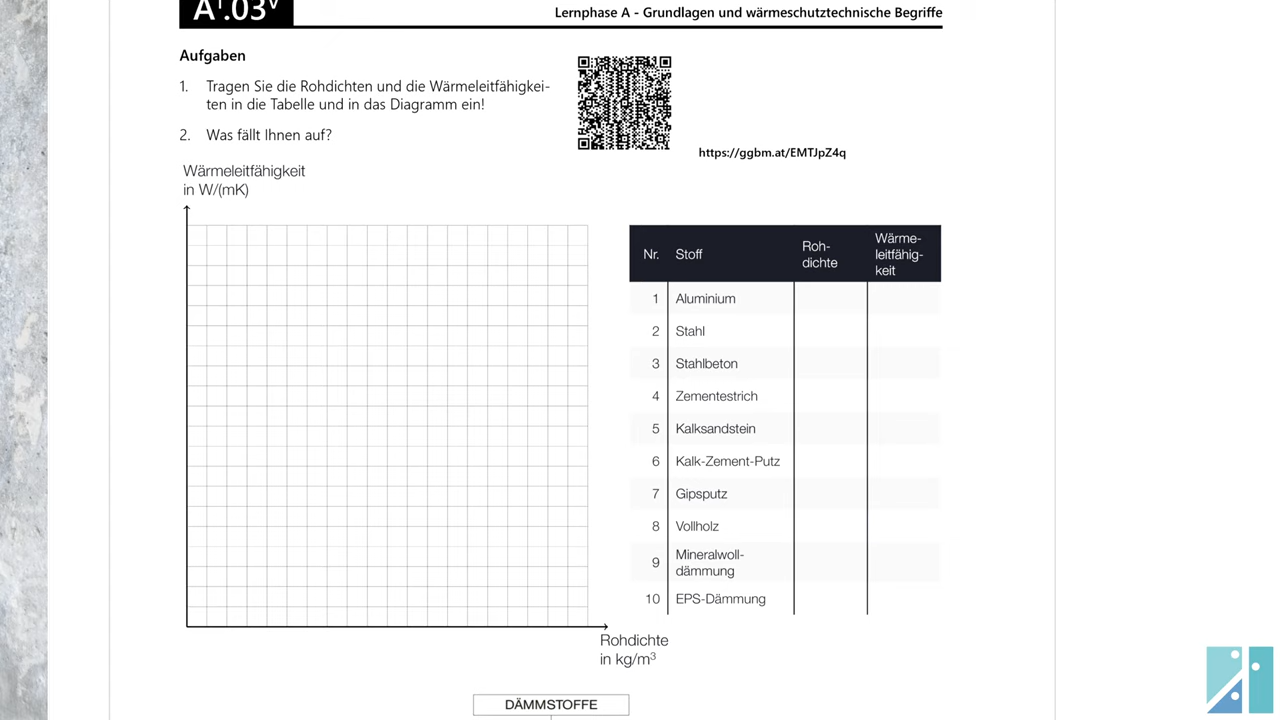 A¹.03ⱽ
Lernphase A - Grundlagen und wärmeschutztechnische Begriffe
Aufgaben
1. Tragen Sie die Rohdichten und die Wärmeleitfähigkei-
ten in die Tabelle und in das Diagramm ein!
2. Was fällt Ihnen auf?
https://ggbm.at/EMTJpZ4q
Wärmeleitfähigkeit
in W/(mK)
Rohdichte
in kg/m³
Nr. Stoff Roh-
dichte Wärme-
leitfähig-
keit
1 Aluminium
2 Stahl
3 Stahlbeton
4 Zementestrich
5 Kalksandstein
6 Kalk-Zement-Putz
7 Gipsputz
8 Vollholz
9 Mineralwoll-
dämmung
10 EPS-Dämmung
DÄMMSTOFFE